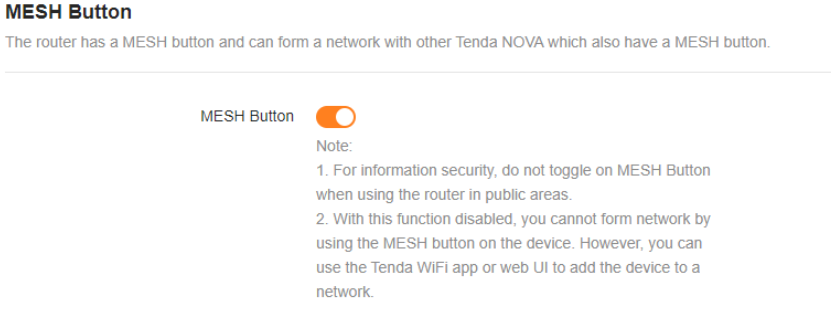 MESH Button
The router has a MESH button and can form a network with other Tenda NOVA which also have a MESH button.
MESH Button
Note:
1. For information security, do not toggle on MESH Button
when using the router in public areas.
2. With this function disabled, you cannot form network by
using the MESH button on the device. However, you can
use the Tenda WiFi app or web UI to add the device to a
network.